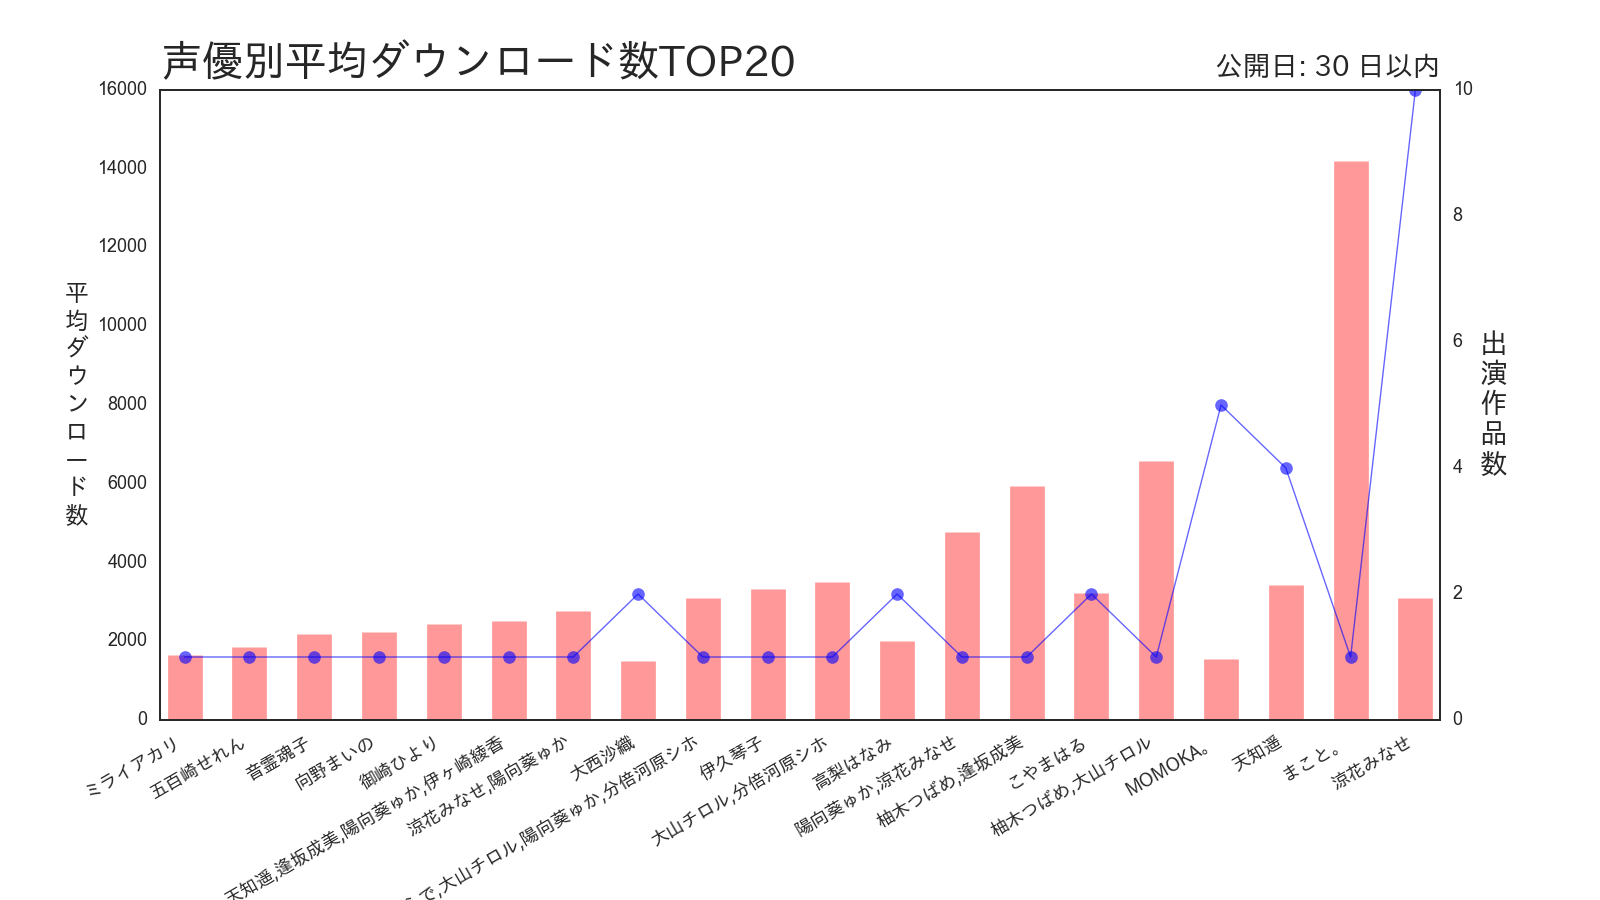 声優別平均ダウンロード数TOP20
公開日: 30 日以内
16000
14000
12000
10000
8000
6000
4000
2000
0
平均ダウンロード数
10
8
6
4
2
0
出演作品数
ミライアカリ
五百崎せれん
音霊魂子
向野まいの
御崎ひより
天知遥,逢坂成美,陽向葵ゅか,伊ヶ崎綾香
涼花みなせ,陽向葵ゅか
大西沙織
で,大山チロル,陽向葵ゅか,分倍河原シホ
伊久琴子
大山チロル,分倍河原シホ
高梨はなみ
陽向葵ゅか,涼花みなせ
柚木つばめ,逢坂成美
こやまはる
柚木つばめ,大山チロル
MOMOKA。
天知遥
まこと。
涼花みなせ